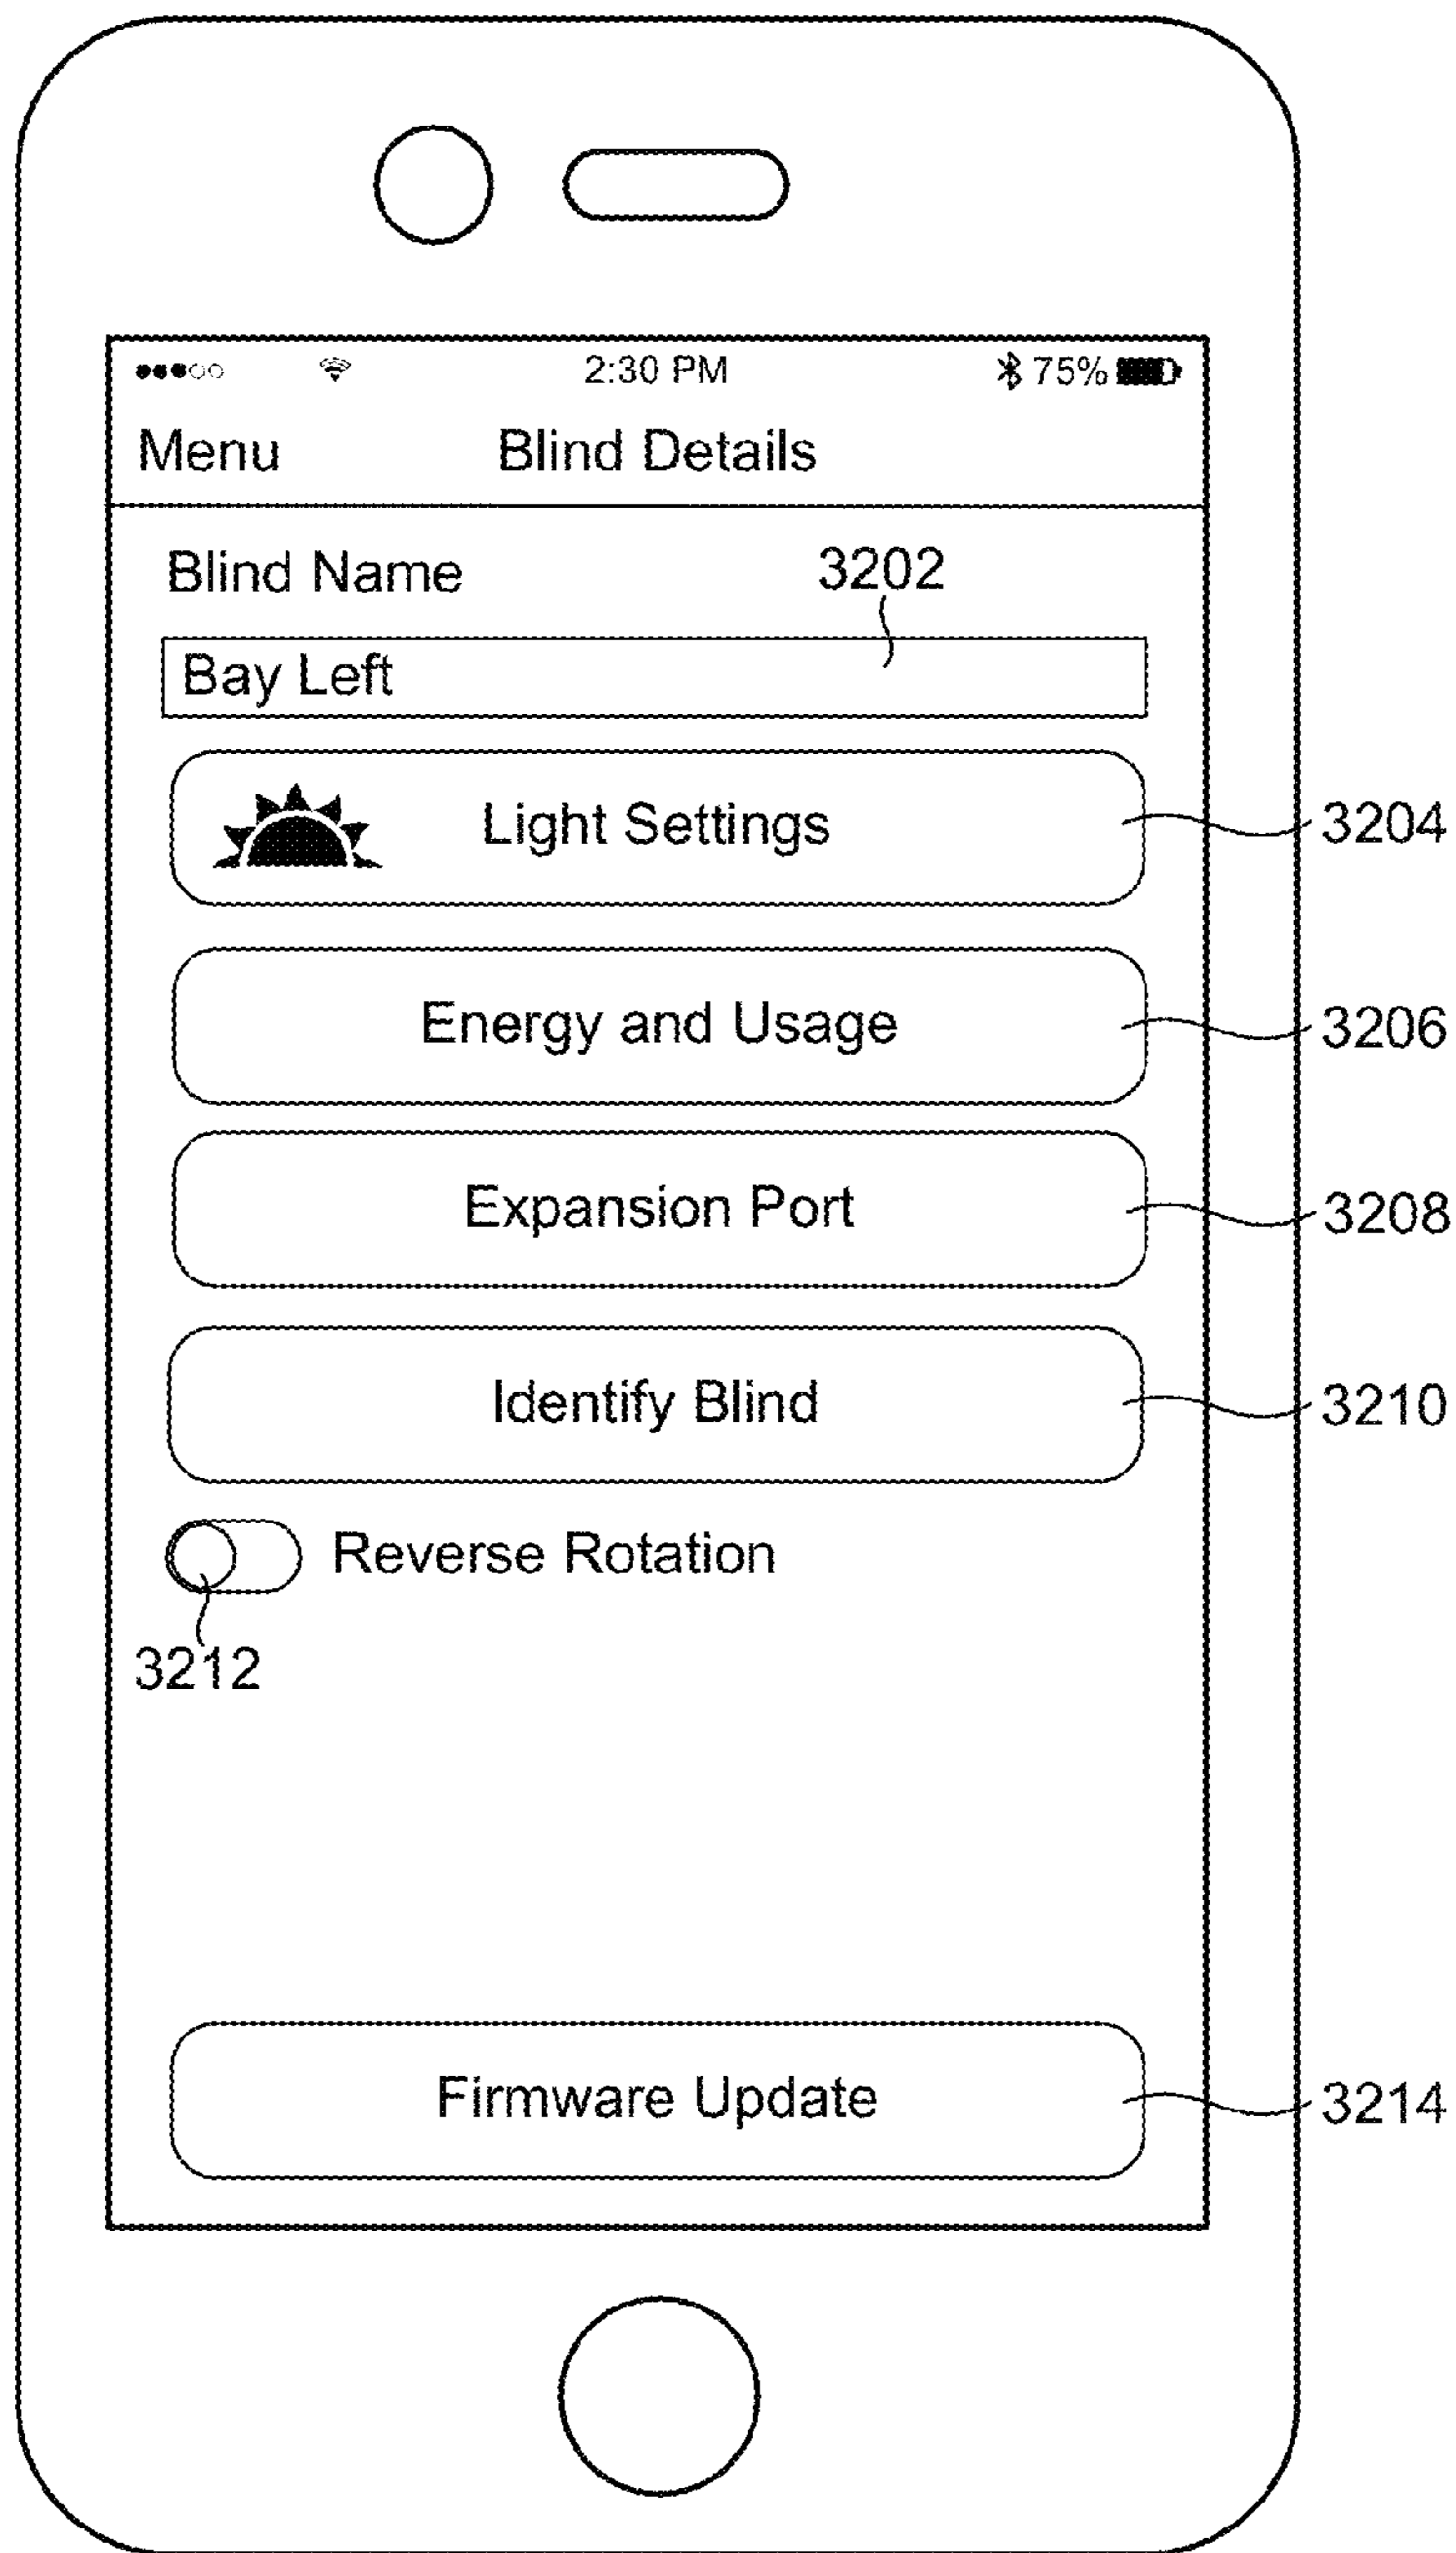 2:30 PM 75%
Menu Blind Details
Blind Name 3202
Bay Left
Light Settings 3204
Energy and Usage 3206
Expansion Port 3208
Identify Blind 3210
Reverse Rotation
3212
Firmware Update 3214